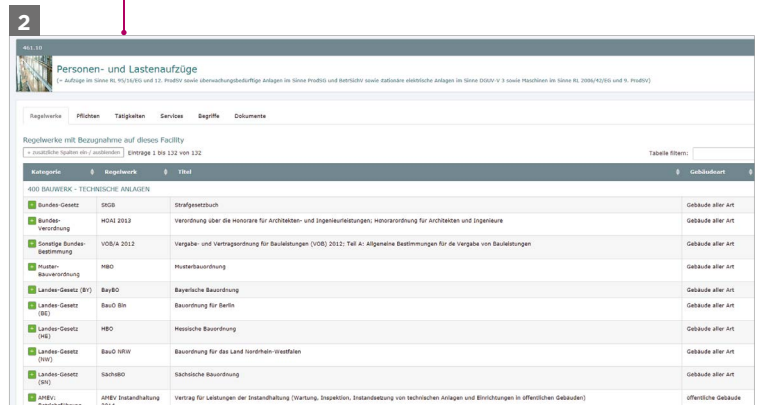 2
461.10
Personen- und Lastenaufzüge
(= Aufzüge im Sinne RL 95/16/EG und 12. ProdSV sowie überwachungsbedürftige Anlagen im Sinne ProdSG und BetrSichV sowie stationäre elektrische Anlagen im Sinne DGUV-V 3 sowie Maschinen im Sinne RL 2006/42/EG und 9. ProdSV)
Regelwerke Pflichten Tätigkeiten Services Begriffe Dokumente
Regelwerke mit Bezugnahme auf dieses Facility
+ zusätzliche Spalten ein-/ ausblenden Einträge 1 bis 132 von 132 Tabelle filtern:
Kategorie Regelwerk Titel Gebäudeart
400 BAUWERK - TECHNISCHE ANLAGEN
Bundes-Gesetz StGB Strafgesetzbuch Gebäude aller Art
Bundes- HOAI 2013 Verordnung über die Honorare für Architekten- und Ingenieurleistungen; Honorarordnung für Architekten und Ingenieure Gebäude aller Art
Verordnung
Sonstige Bundes- VOB/A 2012 Vergabe- und Vertragsordnung für Bauleistungen (VOB) 2012; Teil A: Allgemeine Bestimmungen für de Vergabe von Bauleistungen Gebäude aller Art
Bestimmung
Muster- MBO Musterbauordnung Gebäude aller Art
Bauverordnung
Landes-Gesetz (BY) BayBO Bayerische Bauordnung Gebäude aller Art
Landes-Gesetz BauO Bln Bauordnung für Berlin Gebäude aller Art
(BE)
Landes-Gesetz HBO Hessische Bauordnung Gebäude aller Art
(HE)
Landes-Gesetz BauO NRW Bauordnung für das Land Nordrhein-Westfalen Gebäude aller Art
(NW)
Landes-Gesetz SächsBO Sächsische Bauordnung Gebäude aller Art
(SN)
AMEV: AMEV Instandhaltung Vertrag für Leistungen der Instandhaltung (Wartung, Inspektion, Instandsetzung von technischen Anlagen und Einrichtungen in öffentlichen Gebäuden) öffentliche Gebäude